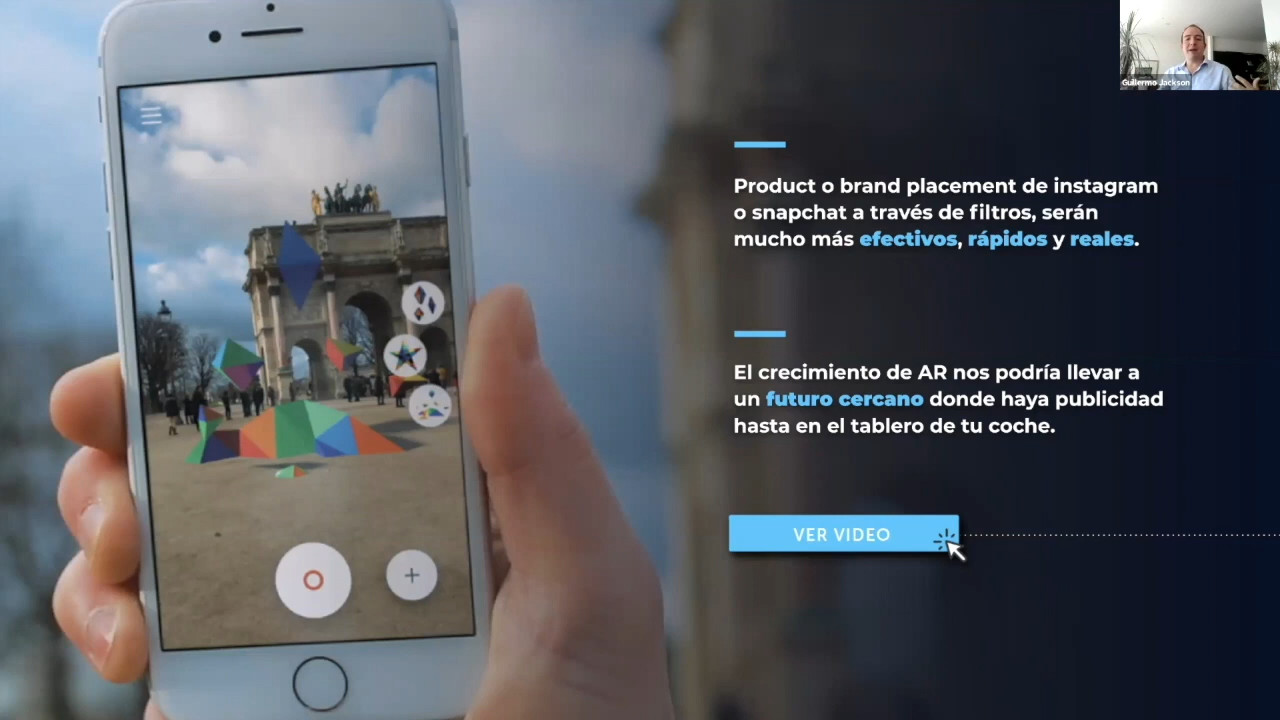 Guillermo Jackson
Product o brand placement de instagram
o snapchat a través de filtros, serán
mucho más efectivos, rápidos y reales.
El crecimiento de AR nos podría llevar a
un futuro cercano donde haya publicidad
hasta en el tablero de tu coche.
VER VIDEO